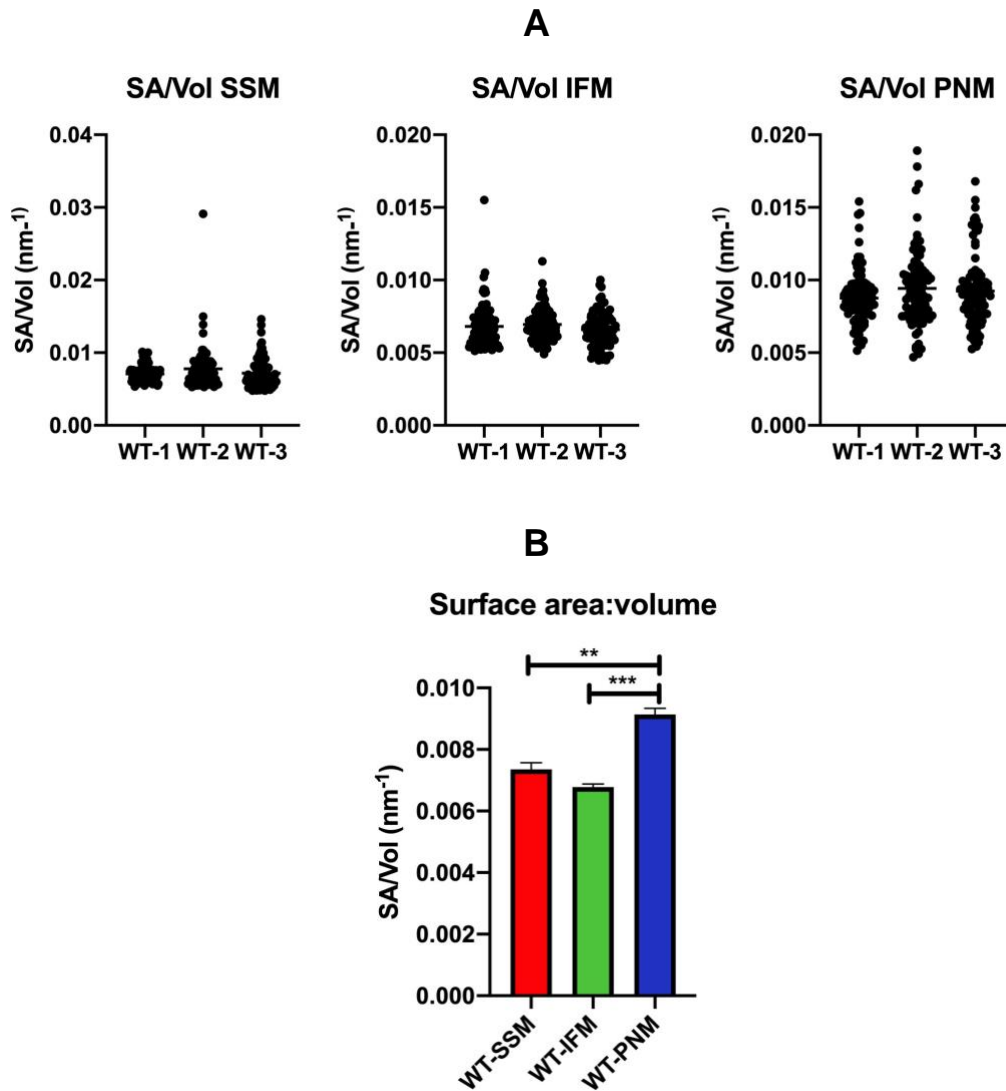 A
SA/Vol SSM
SA/Vol (nm-1)
0.04
0.03
0.02
0.01
0.00
WT-1 WT-2 WT-3
SA/Vol IFM
SA/Vol (nm-1)
0.020
0.015
0.010
0.005
0.000
WT-1 WT-2 WT-3
SA/Vol PNM
SA/Vol (nm-1)
0.020
0.015
0.010
0.005
0.000
WT-1 WT-2 WT-3
B
Surface area:volume
**
***
SA/Vol (nm-1)
0.010
0.008
0.006
0.004
0.002
0.000
WT-SSM
WT-IFM
WT-PNM